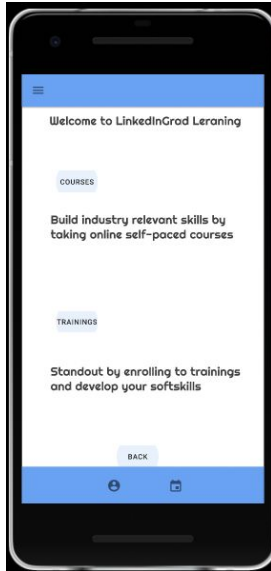 Welcome to LinkedInGrad Leraning
COURSES
Build industry relevant skills by
taking online self-paced courses
TRAININGS
Standout by enrolling to trainings
and develop your softskills
BACK